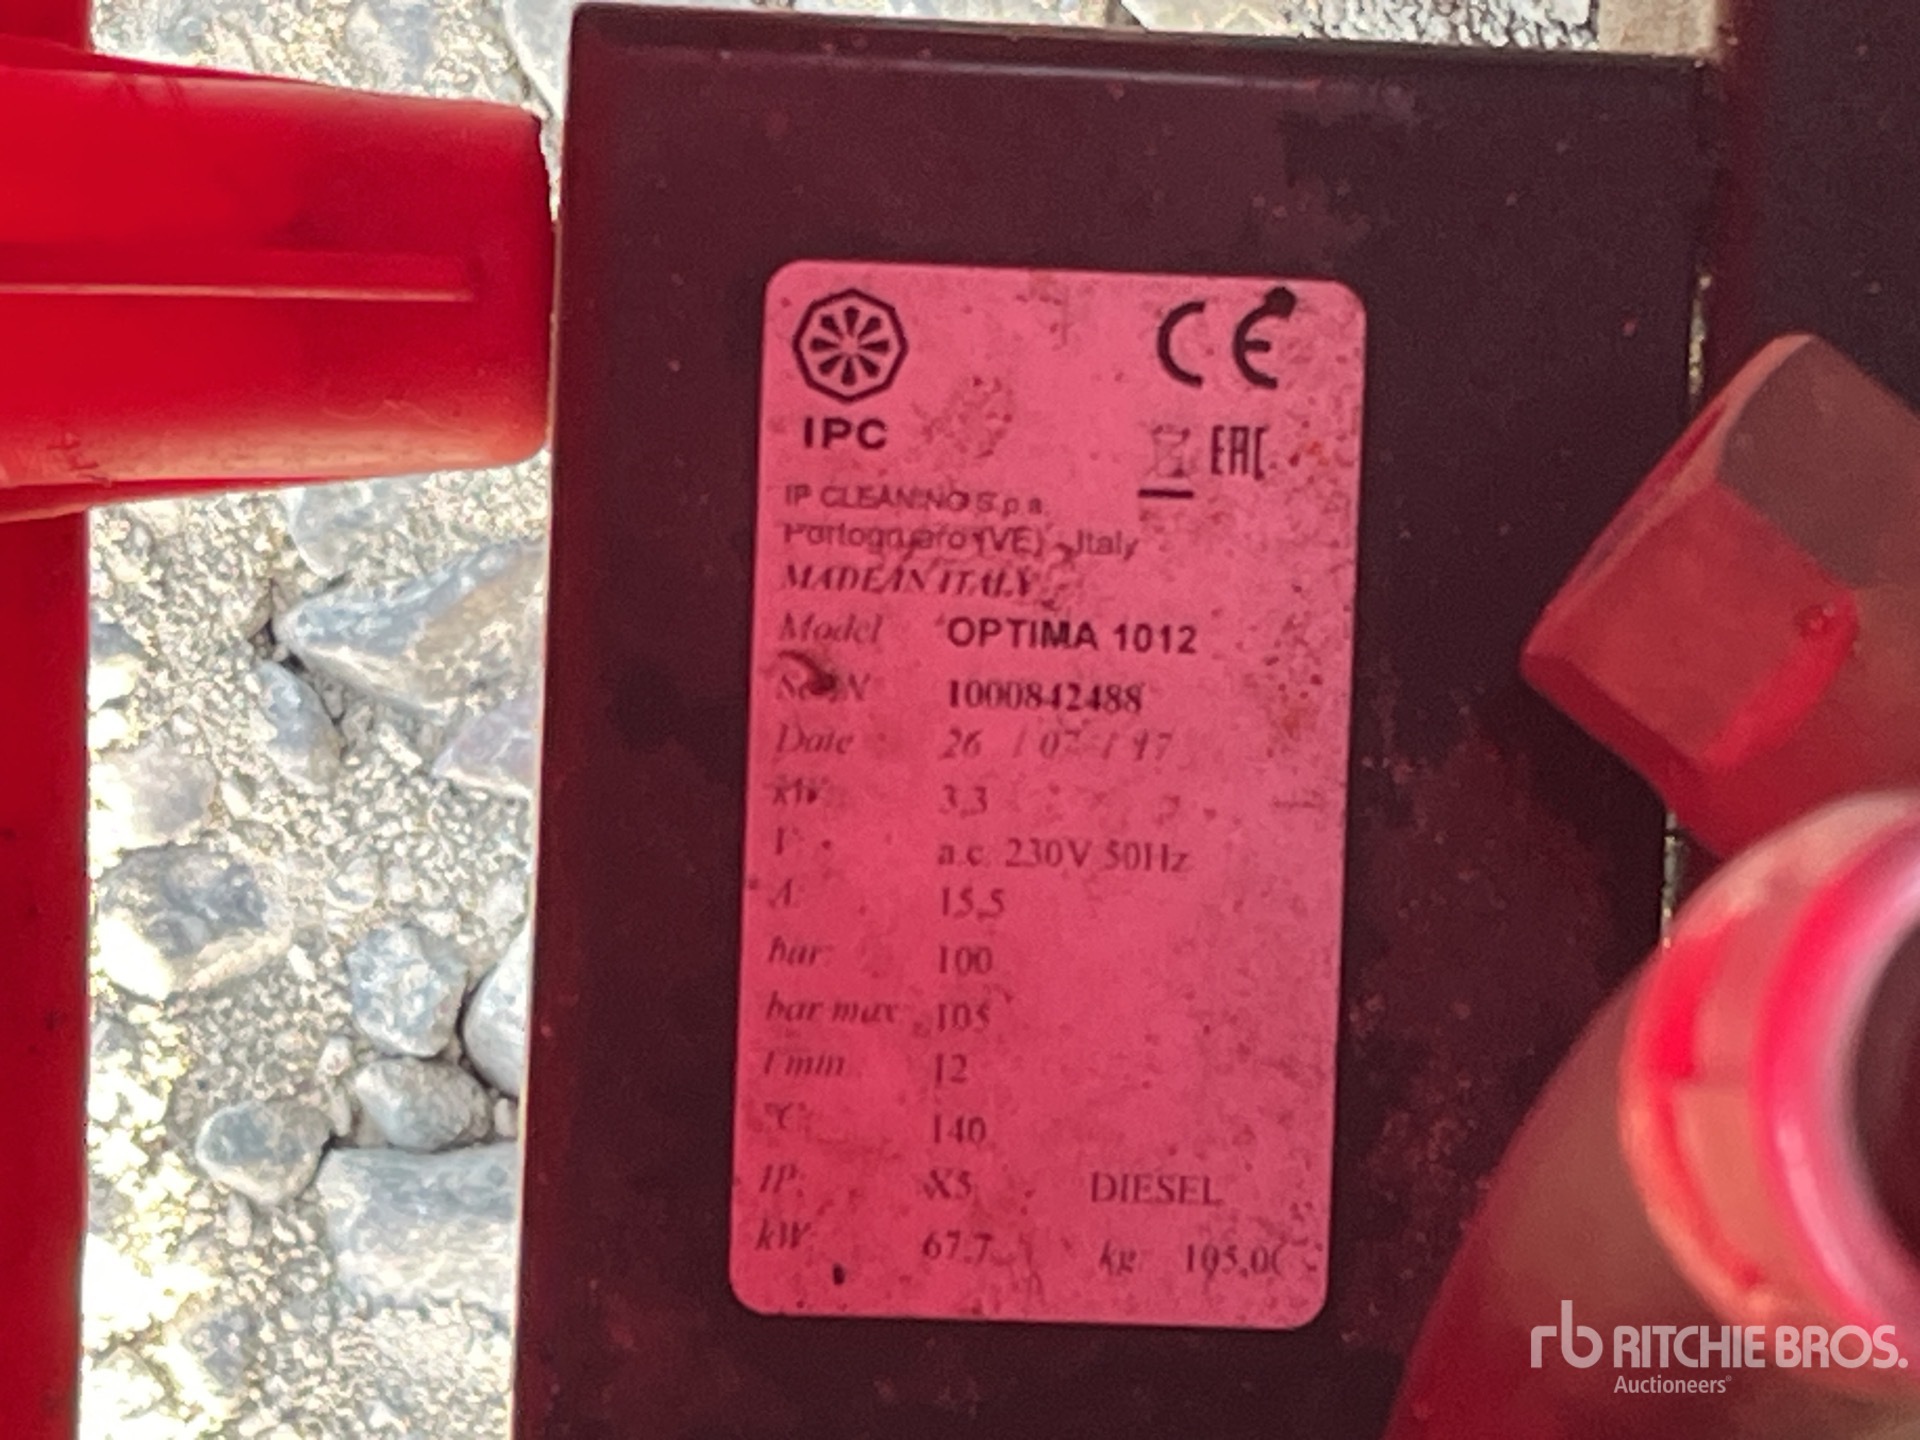 CE
IPC
EAC
IP CLEANING S.p.a.
Portogruaro (VE) - Italy
MADE IN ITALY
Model OPTIMA 1012
Ser.N 1000842488
Date 26 / 07 / 17
kW 3,3
V a.c. 230V 50Hz
A: 15,5
bar: 100
bar max 105
l min 12
°C: 140
IP: X5 DIESEL
kW 67.7 kg: 105,0
rb RITCHIE BROS.
Auctioneers